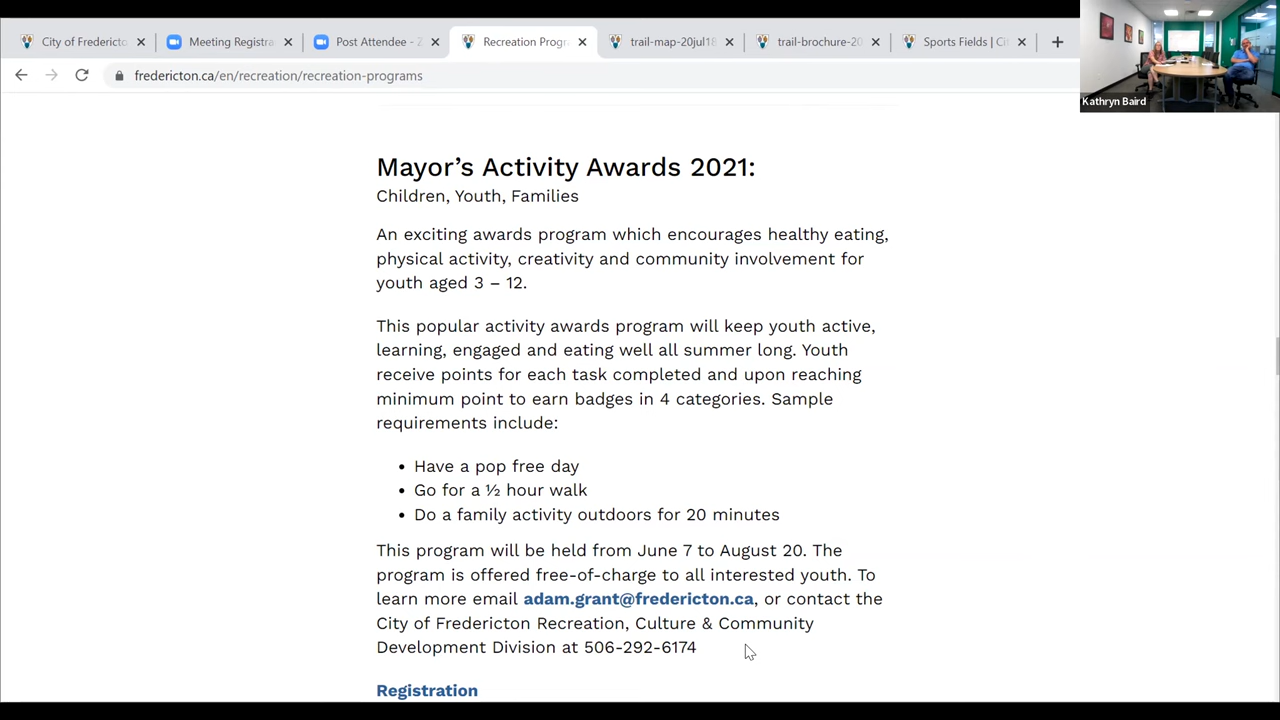 City of Frederict
Meeting Registra
Post Attendee - Z
Recreation Progr
trail-map-20jul18
trail-brochure-20
Sports Fields | Ci
fredericton.ca/en/recreation/recreation-programs
Kathryn Baird
Mayor’s Activity Awards 2021:
Children, Youth, Families
An exciting awards program which encourages healthy eating,
physical activity, creativity and community involvement for
youth aged 3 – 12.
This popular activity awards program will keep youth active,
learning, engaged and eating well all summer long. Youth
receive points for each task completed and upon reaching
minimum point to earn badges in 4 categories. Sample
requirements include:
• Have a pop free day
• Go for a ½ hour walk
• Do a family activity outdoors for 20 minutes
This program will be held from June 7 to August 20. The
program is offered free-of-charge to all interested youth. To
learn more email adam.grant@fredericton.ca, or contact the
City of Fredericton Recreation, Culture & Community
Development Division at 506-292-6174
Registration